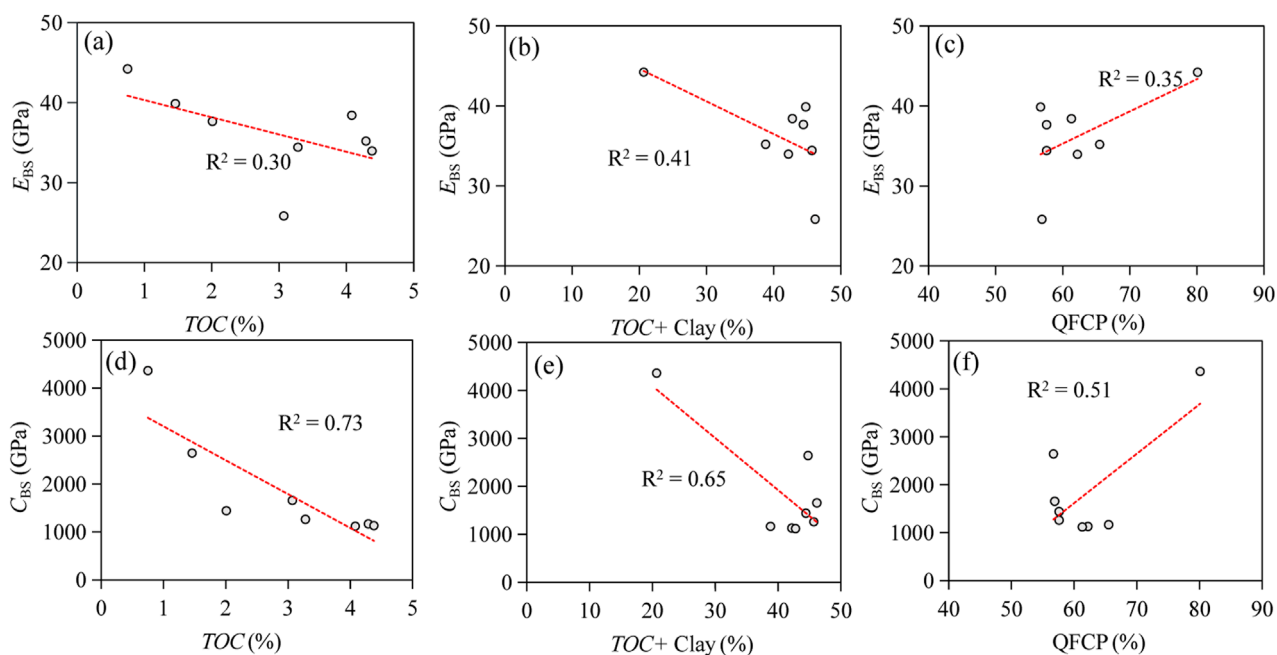 (a)
50
40
30
20
E_BS (GPa)
R² = 0.30
0 1 2 3 4 5
TOC (%)
(b)
50
40
30
20
E_BS (GPa)
R² = 0.41
0 10 20 30 40 50
TOC+ Clay (%)
(c)
50
40
30
20
E_BS (GPa)
R² = 0.35
40 50 60 70 80 90
QFCP (%)
(d)
5000
4000
3000
2000
1000
0
C_BS (GPa)
R² = 0.73
0 1 2 3 4 5
TOC (%)
(e)
5000
4000
3000
2000
1000
0
C_BS (GPa)
R² = 0.65
0 10 20 30 40 50
TOC+ Clay (%)
(f)
5000
4000
3000
2000
1000
0
C_BS (GPa)
R² = 0.51
40 50 60 70 80 90
QFCP (%)